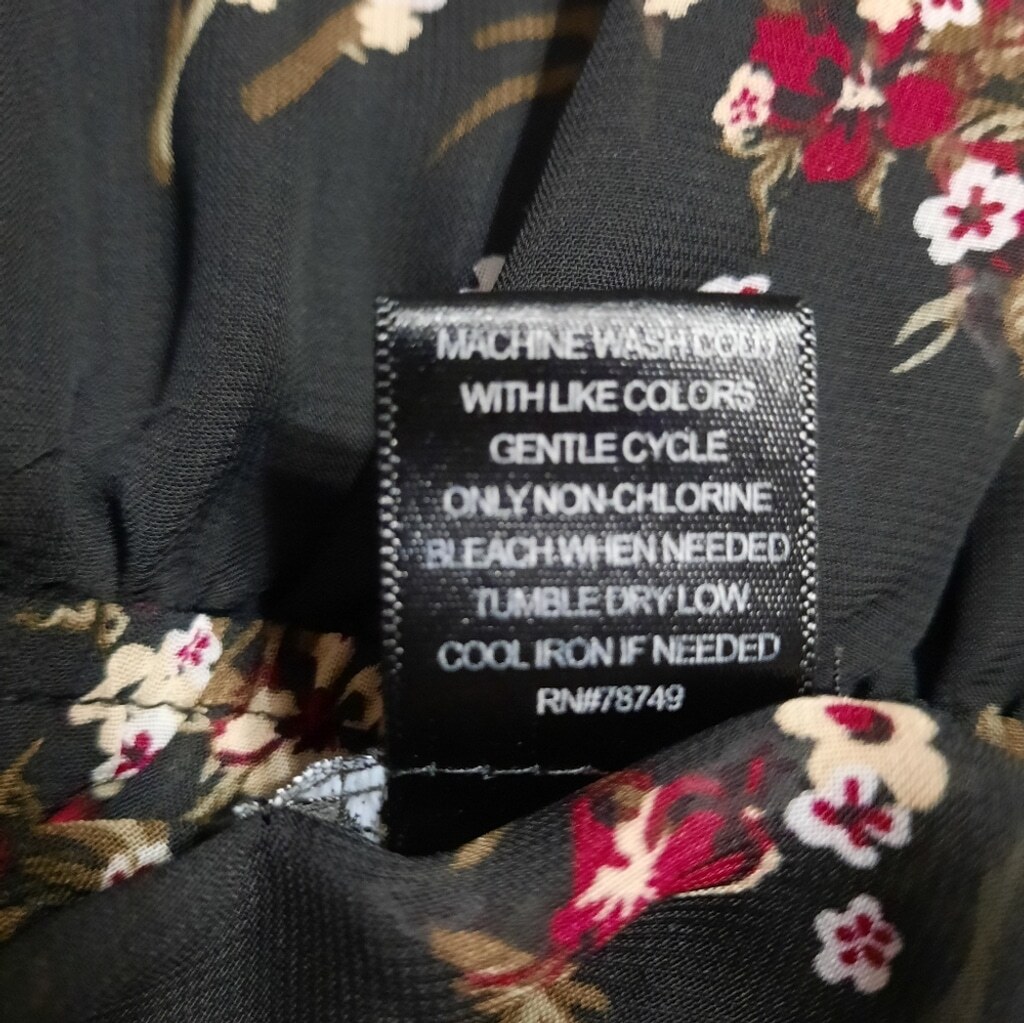 MACHINE WASH COLD
WITH LIKE COLORS
GENTLE CYCLE
ONLY NON-CHLORINE
BLEACH WHEN NEEDED
TUMBLE DRY LOW
COOL IRON IF NEEDED
RN#78749